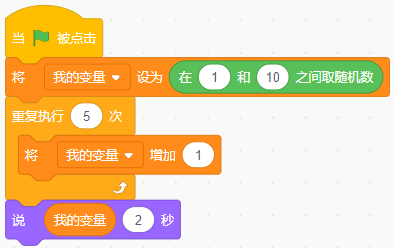 当 被点击
将 我的变量 设为 在 1 和 10 之间取随机数
重复执行 5 次
将 我的变量 增加 1
说 我的变量 2 秒